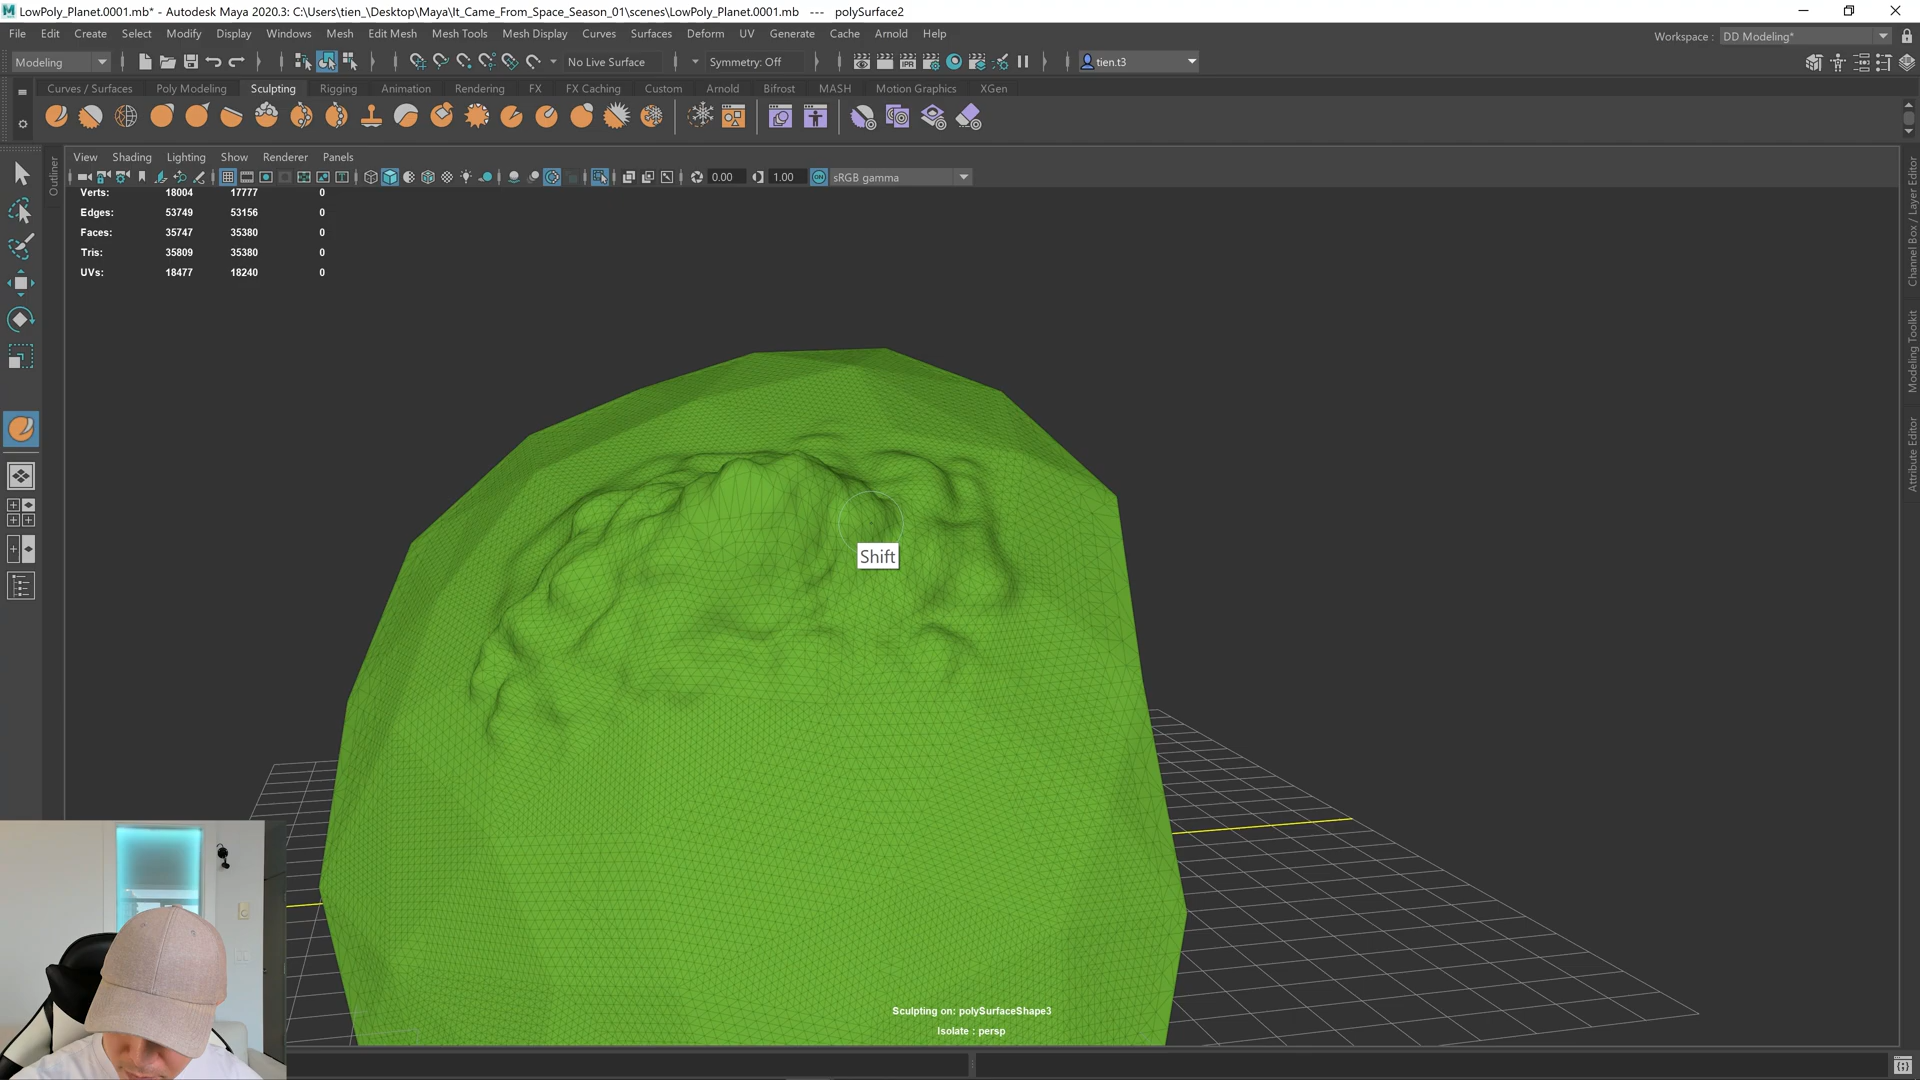 LowPoly_Planet.0001.mb* - Autodesk Maya 2020.3: C:\Users\tien_\Desktop\Maya\It_Came_From_Space_Season_01\scenes\LowPoly_Planet.0001.mb --- polySurface2
File Edit Create Select Modify Display Windows Mesh Edit Mesh Mesh Tools Mesh Display Curves Surfaces Deform UV Generate Cache Arnold Help
Workspace : DD Modeling*
Modeling No Live Surface Symmetry: Off tien.t3
Curves / Surfaces Poly Modeling Sculpting Rigging Animation Rendering FX FX Caching Custom Arnold Bifrost MASH Motion Graphics XGen
View Shading Lighting Show Renderer Panels
0.00 1.00 ON sRGB gamma
Outliner
Verts: 18004 17777 0
Edges: 53749 53156 0
Faces: 35747 35380 0
Tris: 35809 35380 0
UVs: 18477 18240 0
Channel Box / Layer Editor
Modeling Toolkit
Attribute Editor
Shift
Sculpting on: polySurfaceShape3
Isolate : persp